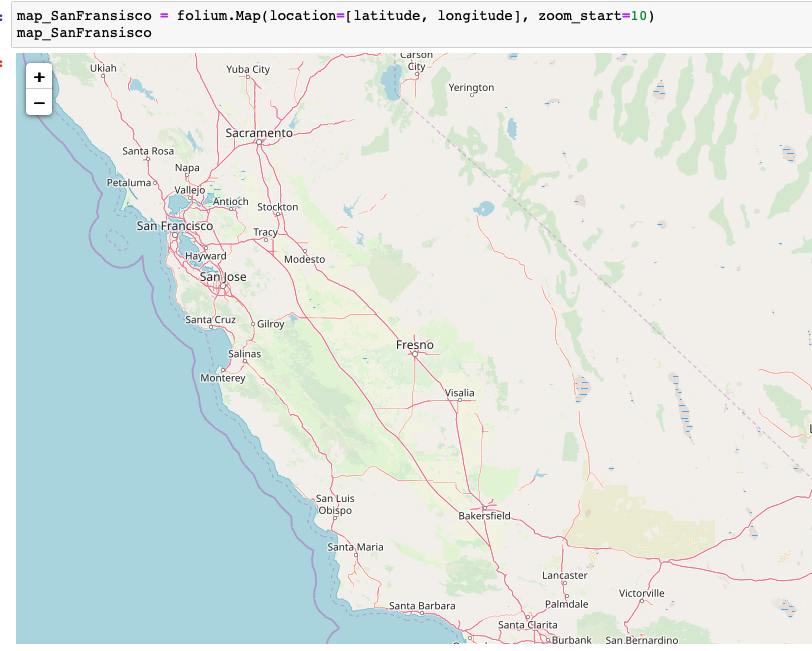 map_SanFransisco = folium.Map(location=[latitude, longitude], zoom_start=10)
map_SanFransisco
+
−
Ukiah
Yuba City
Carson
City
Yerington
Sacramento
Santa Rosa
Napa
Petaluma
Vallejo
Antioch
Stockton
San Francisco
Tracy
Hayward
Modesto
San Jose
Santa Cruz
Gilroy
Fresno
Salinas
Monterey
Visalia
San Luis
Obispo
Bakersfield
Santa Maria
Lancaster
Victorville
Palmdale
Santa Barbara
Santa Clarita
Burbank
San Bernardino